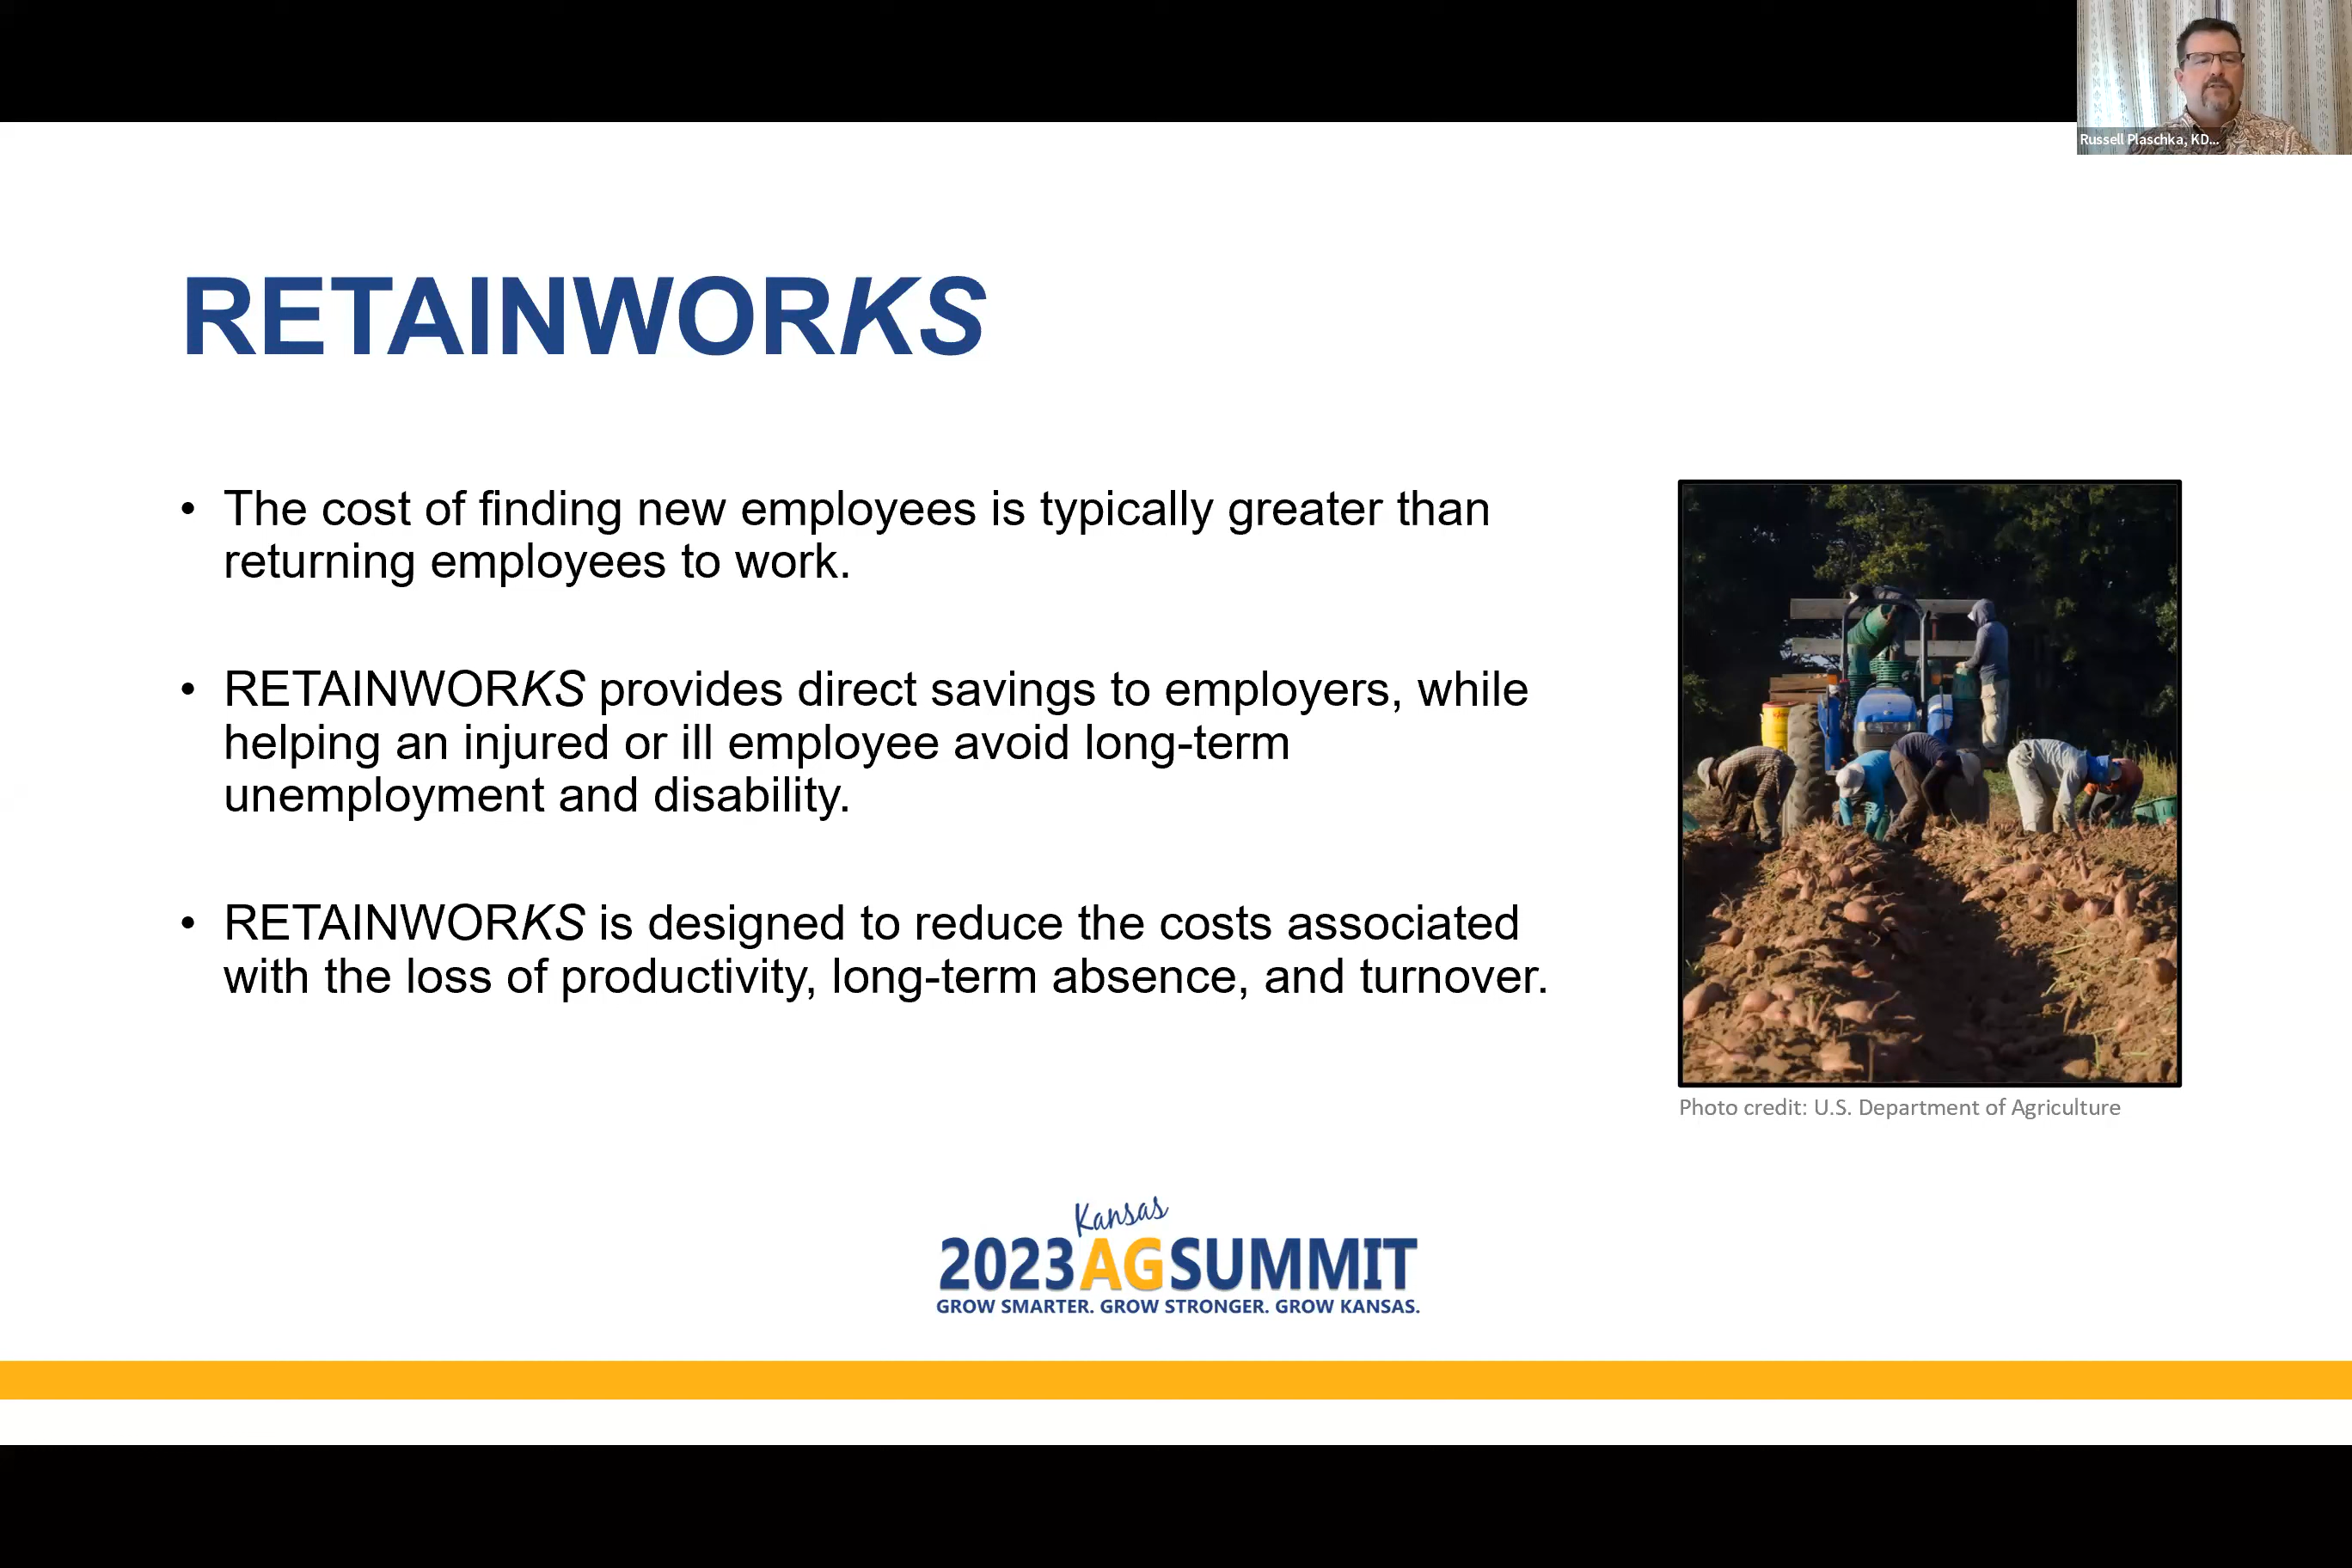 Russell Plaschka, KD...
RETAINWORKS
• The cost of finding new employees is typically greater than
returning employees to work.
• RETAINWORKS provides direct savings to employers, while
helping an injured or ill employee avoid long-term
unemployment and disability.
• RETAINWORKS is designed to reduce the costs associated
with the loss of productivity, long-term absence, and turnover.
Photo credit: U.S. Department of Agriculture
Kansas
2023 AG SUMMIT
GROW SMARTER. GROW STRONGER. GROW KANSAS.